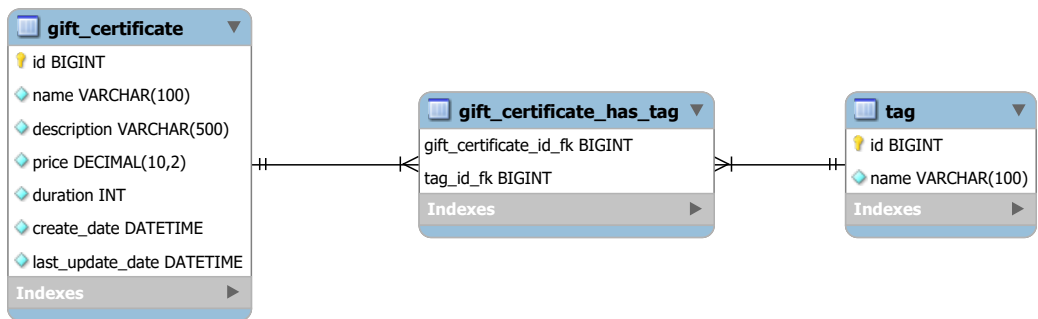 gift_certificate
id BIGINT
name VARCHAR(100)
description VARCHAR(500)
price DECIMAL(10,2)
duration INT
create_date DATETIME
last_update_date DATETIME
Indexes
gift_certificate_has_tag
gift_certificate_id_fk BIGINT
tag_id_fk BIGINT
Indexes
tag
id BIGINT
name VARCHAR(100)
Indexes